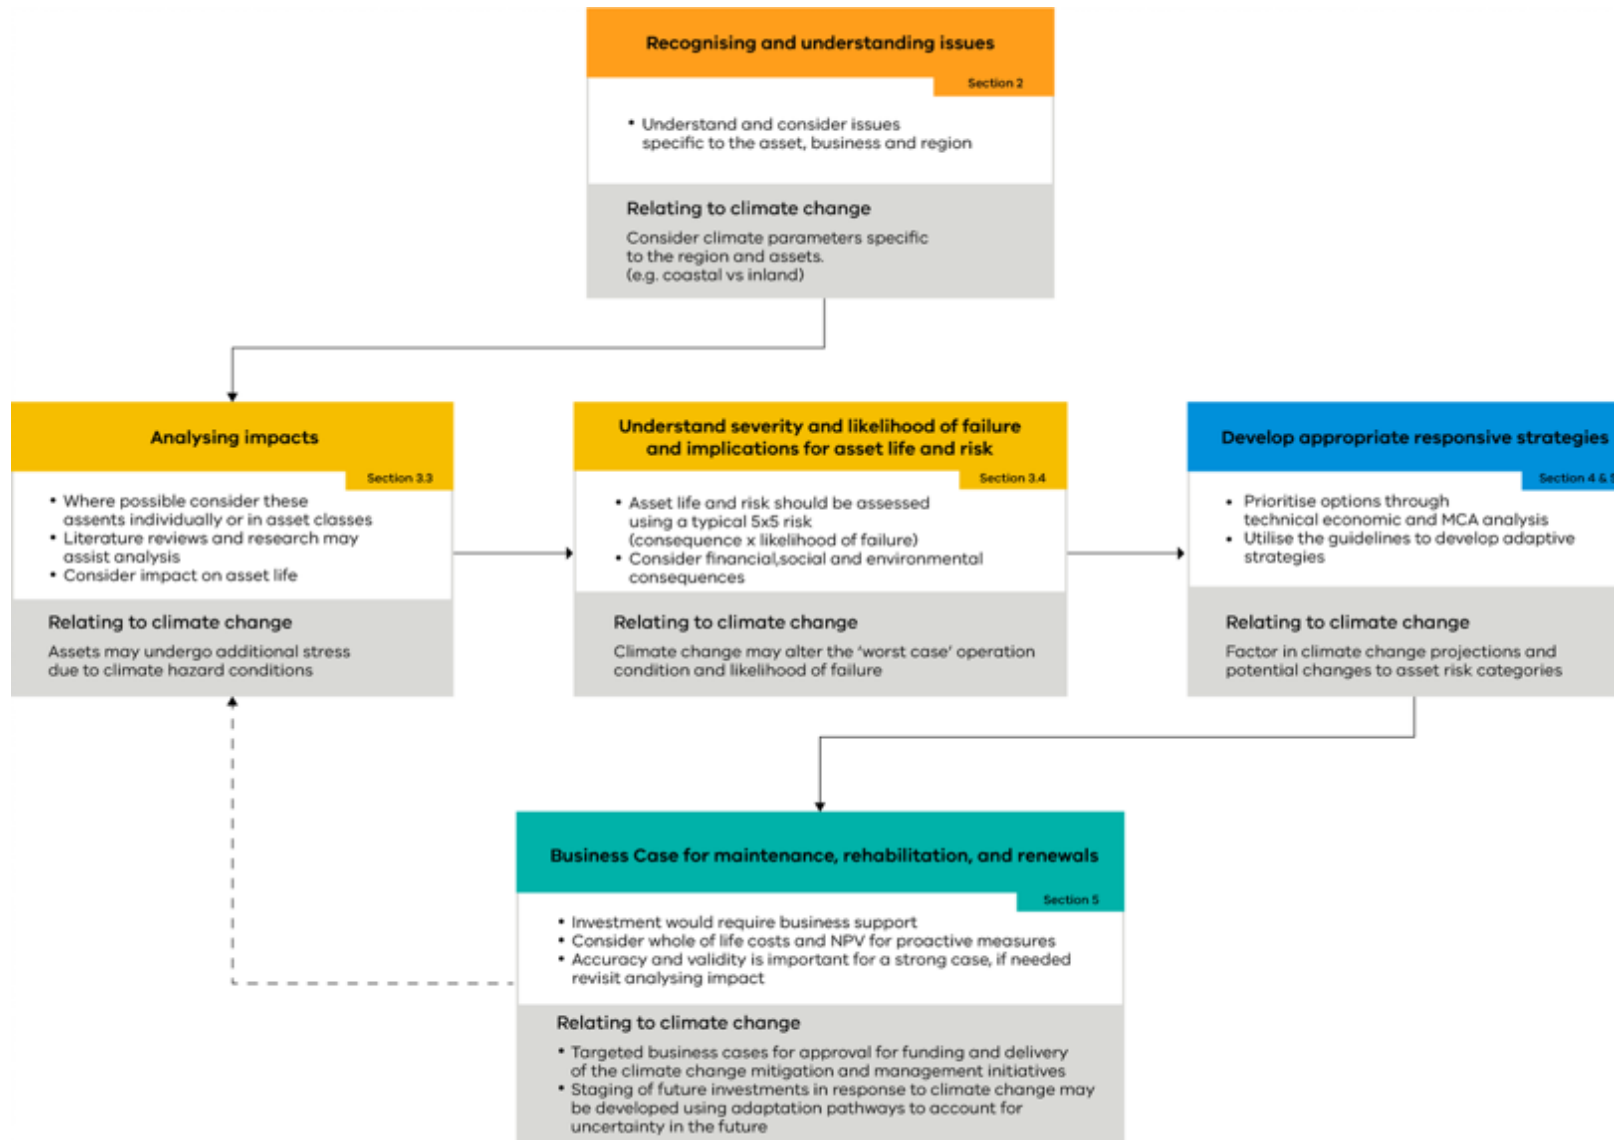 Recognising and understanding issues
Section 2
• Understand and consider issues
specific to the asset, business and region
Relating to climate change
Consider climate parameters specific
to the region and assets.
(e.g. coastal vs inland)
Analysing impacts
Section 3.3
• Where possible consider these
assents individually or in asset classes
• Literature reviews and research may
assist analysis
• Consider impact on asset life
Relating to climate change
Assets may undergo additional stress
due to climate hazard conditions
Understand severity and likelihood of failure
and implications for asset life and risk
Section 3.4
• Asset life and risk should be assessed
using a typical 5x5 risk
(consequence x likelihood of failure)
• Consider financial,social and environmental
consequences
Relating to climate change
Climate change may alter the ‘worst case’ operation
condition and likelihood of failure
Develop appropriate responsive strategies
Section 4 & 5
• Prioritise options through
technical economic and MCA analysis
• Utilise the guidelines to develop adaptive
strategies
Relating to climate change
Factor in climate change projections and
potential changes to asset risk categories
Business Case for maintenance, rehabilitation, and renewals
Section 5
• Investment would require business support
• Consider whole of life costs and NPV for proactive measures
• Accuracy and validity is important for a strong case, if needed
revisit analysing impact
Relating to climate change
• Targeted business cases for approval for funding and delivery
of the climate change mitigation and management initiatives
• Staging of future investments in response to climate change may
be developed using adaptation pathways to account for
uncertainty in the future